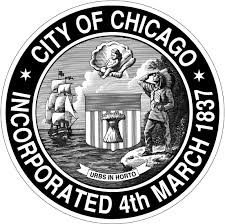 CITY OF CHICAGO
INCORPORATED 4th MARCH 1837
URBS IN HORTO